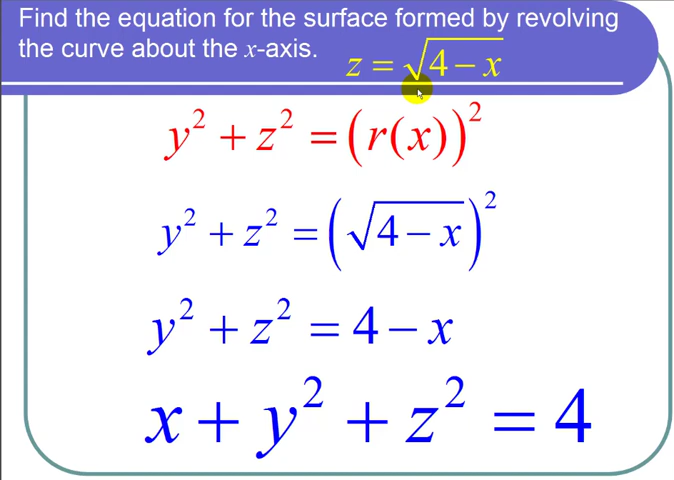 Find the equation for the surface formed by revolving
the curve about the x-axis.
z = √(4 − x)
y² + z² = (r(x))²
y² + z² = (√(4 − x))²
y² + z² = 4 − x
x + y² + z² = 4